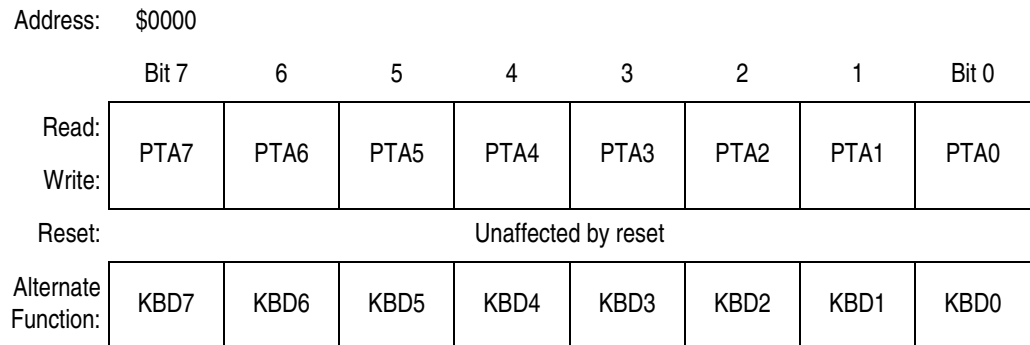 Address: $0000
Bit 7 6 5 4 3 2 1 Bit 0
Read:
PTA7 PTA6 PTA5 PTA4 PTA3 PTA2 PTA1 PTA0
Write:
Reset: Unaffected by reset
Alternate
Function: KBD7 KBD6 KBD5 KBD4 KBD3 KBD2 KBD1 KBD0